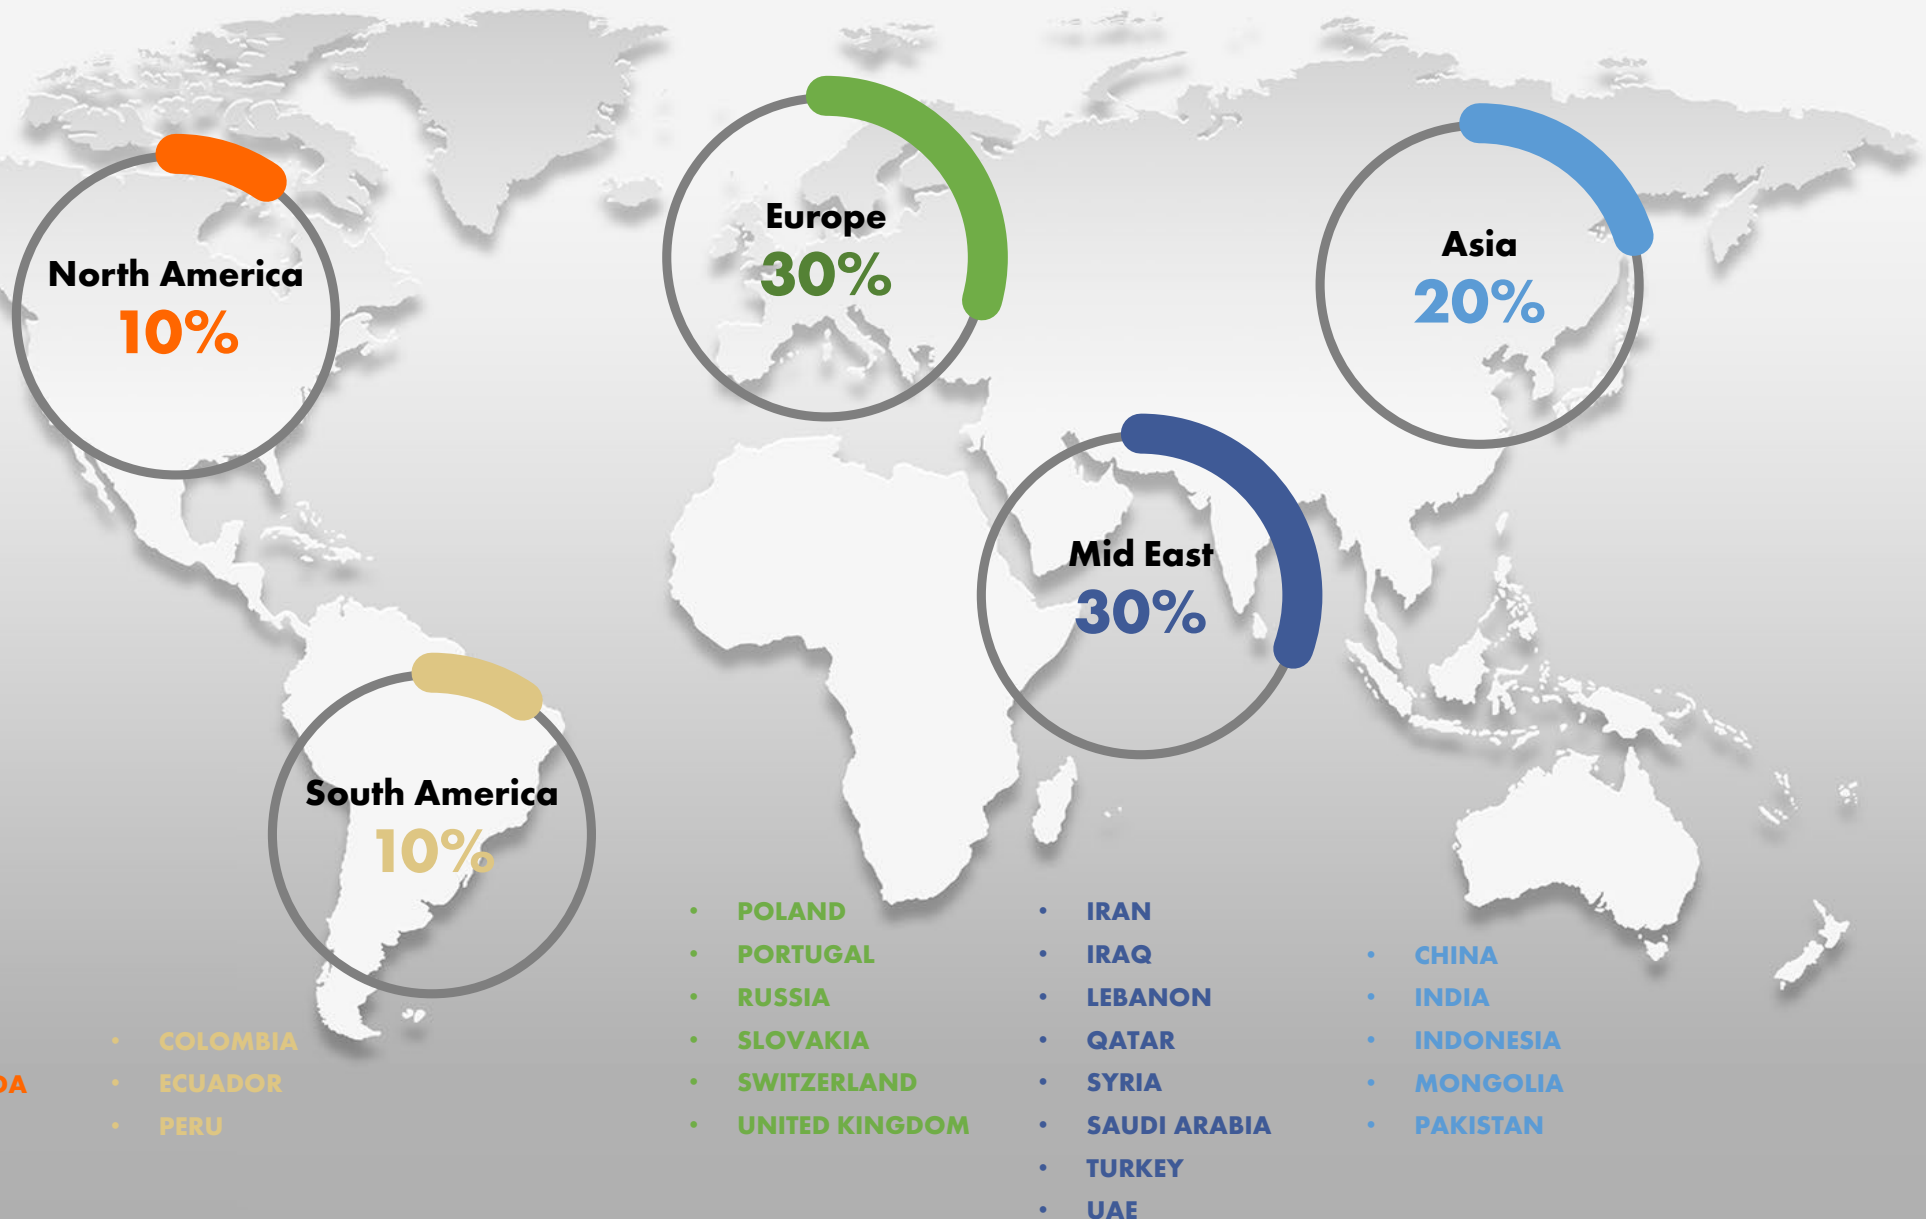 North America
10%
Europe
30%
Asia
20%
Mid East
30%
South America
10%
DA
• COLOMBIA
• ECUADOR
• PERU
• POLAND
• PORTUGAL
• RUSSIA
• SLOVAKIA
• SWITZERLAND
• UNITED KINGDOM
• IRAN
• IRAQ
• LEBANON
• QATAR
• SYRIA
• SAUDI ARABIA
• TURKEY
• UAE
• CHINA
• INDIA
• INDONESIA
• MONGOLIA
• PAKISTAN